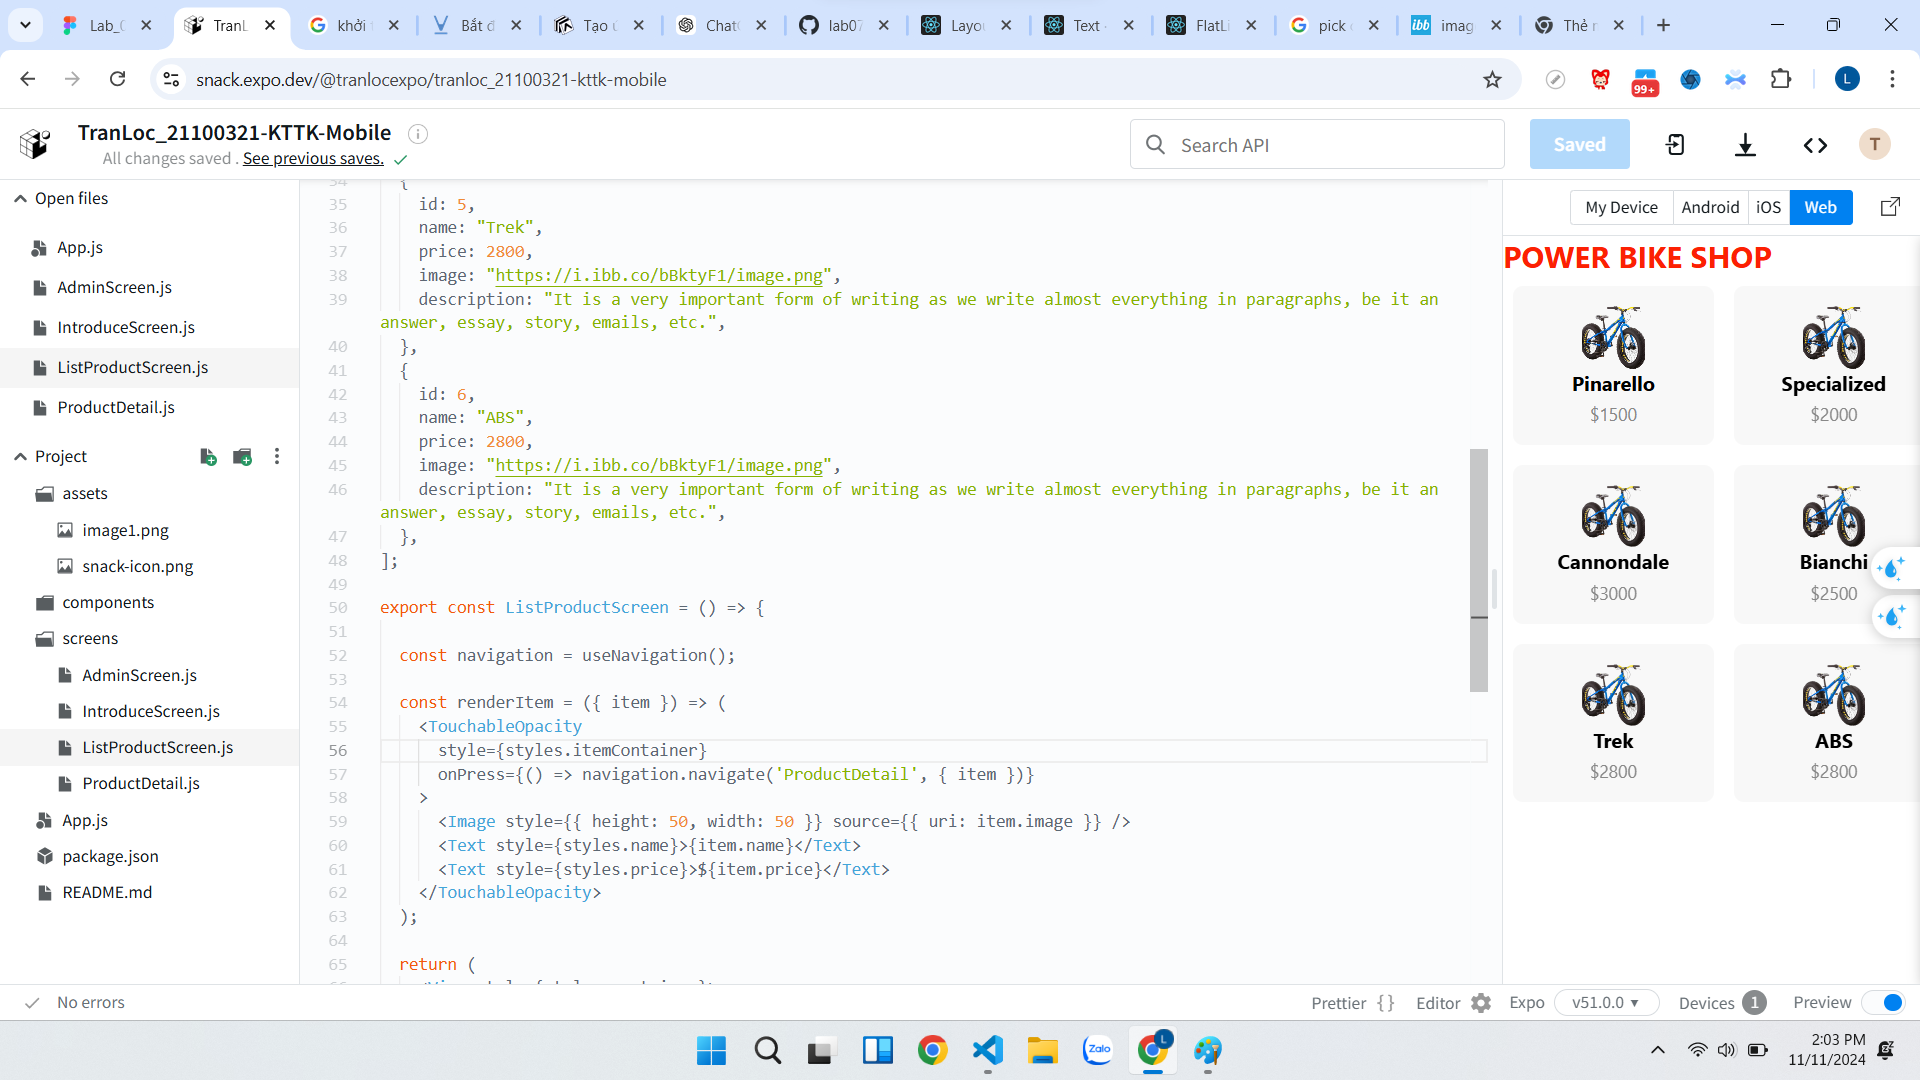 Lab_0
TranL
khởi t
Bắt đ
Tạo ứ
ChatG
lab07
Layou
Text ·
FlatLi
pick c
ibb
imag
Thẻ n
snack.expo.dev/@tranlocexpo/tranloc_21100321-kttk-mobile
99+
L
TranLoc_21100321-KTTK-Mobile
All changes saved . See previous saves.
Search API
Saved
T
Open files
App.js
AdminScreen.js
IntroduceScreen.js
ListProductScreen.js
ProductDetail.js
Project
assets
image1.png
snack-icon.png
components
screens
AdminScreen.js
IntroduceScreen.js
ListProductScreen.js
ProductDetail.js
App.js
package.json
README.md
34 {
35 id: 5,
36 name: "Trek",
37 price: 2800,
38 image: "https://i.ibb.co/bBktyF1/image.png",
39 description: "It is a very important form of writing as we write almost everything in paragraphs, be it an
answer, essay, story, emails, etc.",
40 },
41 {
42 id: 6,
43 name: "ABS",
44 price: 2800,
45 image: "https://i.ibb.co/bBktyF1/image.png",
46 description: "It is a very important form of writing as we write almost everything in paragraphs, be it an
answer, essay, story, emails, etc.",
47 },
48 ];
49
50 export const ListProductScreen = () => {
51
52 const navigation = useNavigation();
53
54 const renderItem = ({ item }) => (
55 <TouchableOpacity
56 style={styles.itemContainer}
57 onPress={() => navigation.navigate('ProductDetail', { item })}
58 >
59 <Image style={{ height: 50, width: 50 }} source={{ uri: item.image }} />
60 <Text style={styles.name}>{item.name}</Text>
61 <Text style={styles.price}>${item.price}</Text>
62 </TouchableOpacity>
63 );
64
65 return (
My Device
Android
iOS
Web
POWER BIKE SHOP
Pinarello
$1500
Specialized
$2000
Cannondale
$3000
Bianchi
$2500
Trek
$2800
ABS
$2800
No errors
Prettier { }
Editor
Expo
v51.0.0
Devices 1
Preview
Zalo
L
2:03 PM
11/11/2024